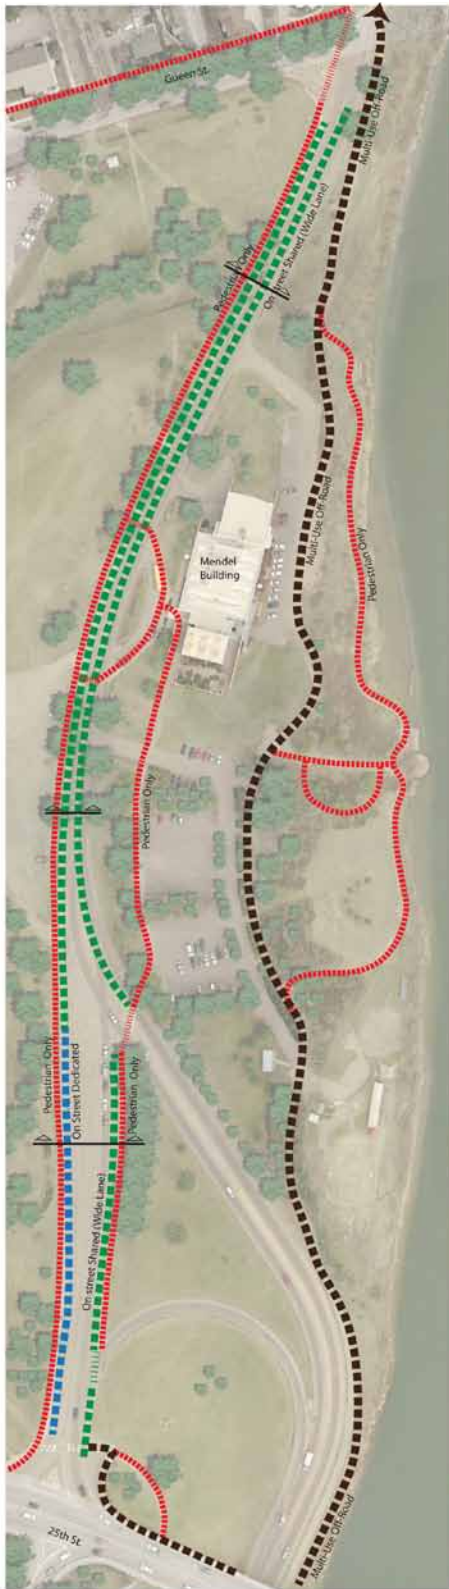 Queen St.
Multi-Use Off-Road
Pedestrian Only
On street Shared (Wide Lane)
Multi-Use Off-Road
Mendel
Building
Pedestrian Only
Pedestrian Only
Pedestrian Only
On Street Dedicated
Pedestrian Only
On street Shared (Wide Lane)
25th St.
Multi-Use Off-Road